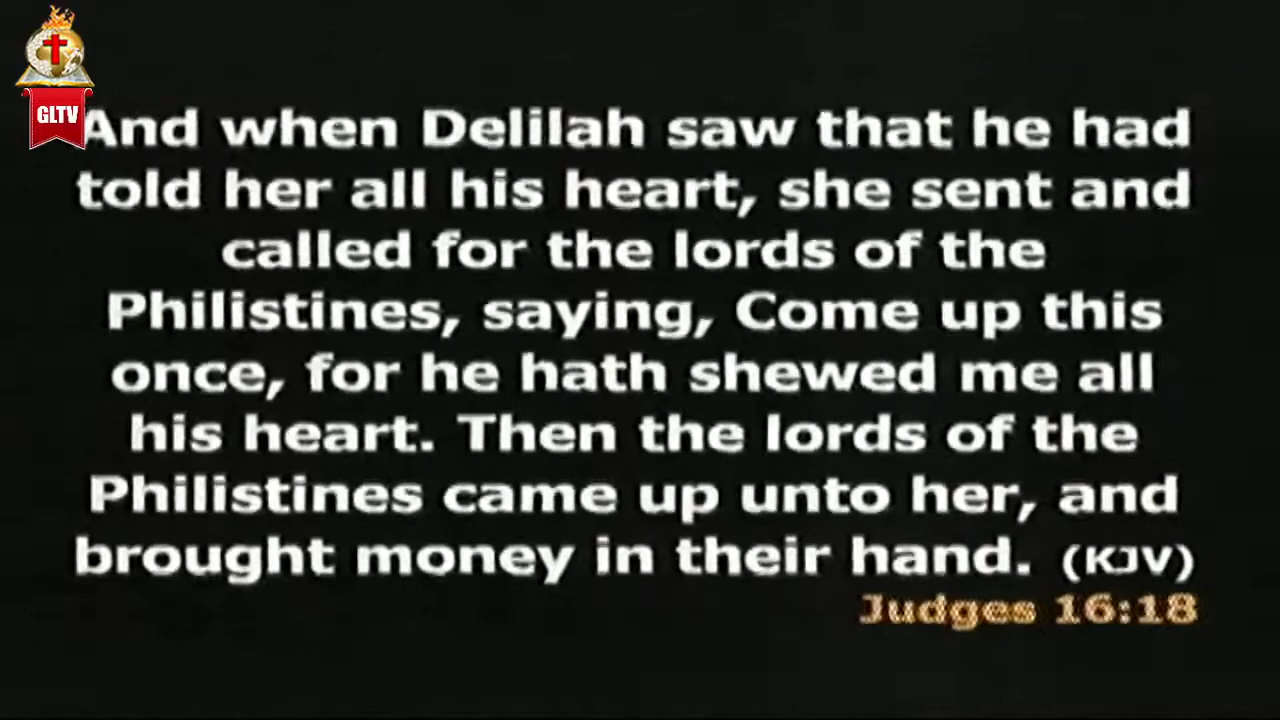 GLTV
And when Delilah saw that he had
told her all his heart, she sent and
called for the lords of the
Philistines, saying, Come up this
once, for he hath shewed me all
his heart. Then the lords of the
Philistines came up unto her, and
brought money in their hand. (KJV)
Judges 16:18